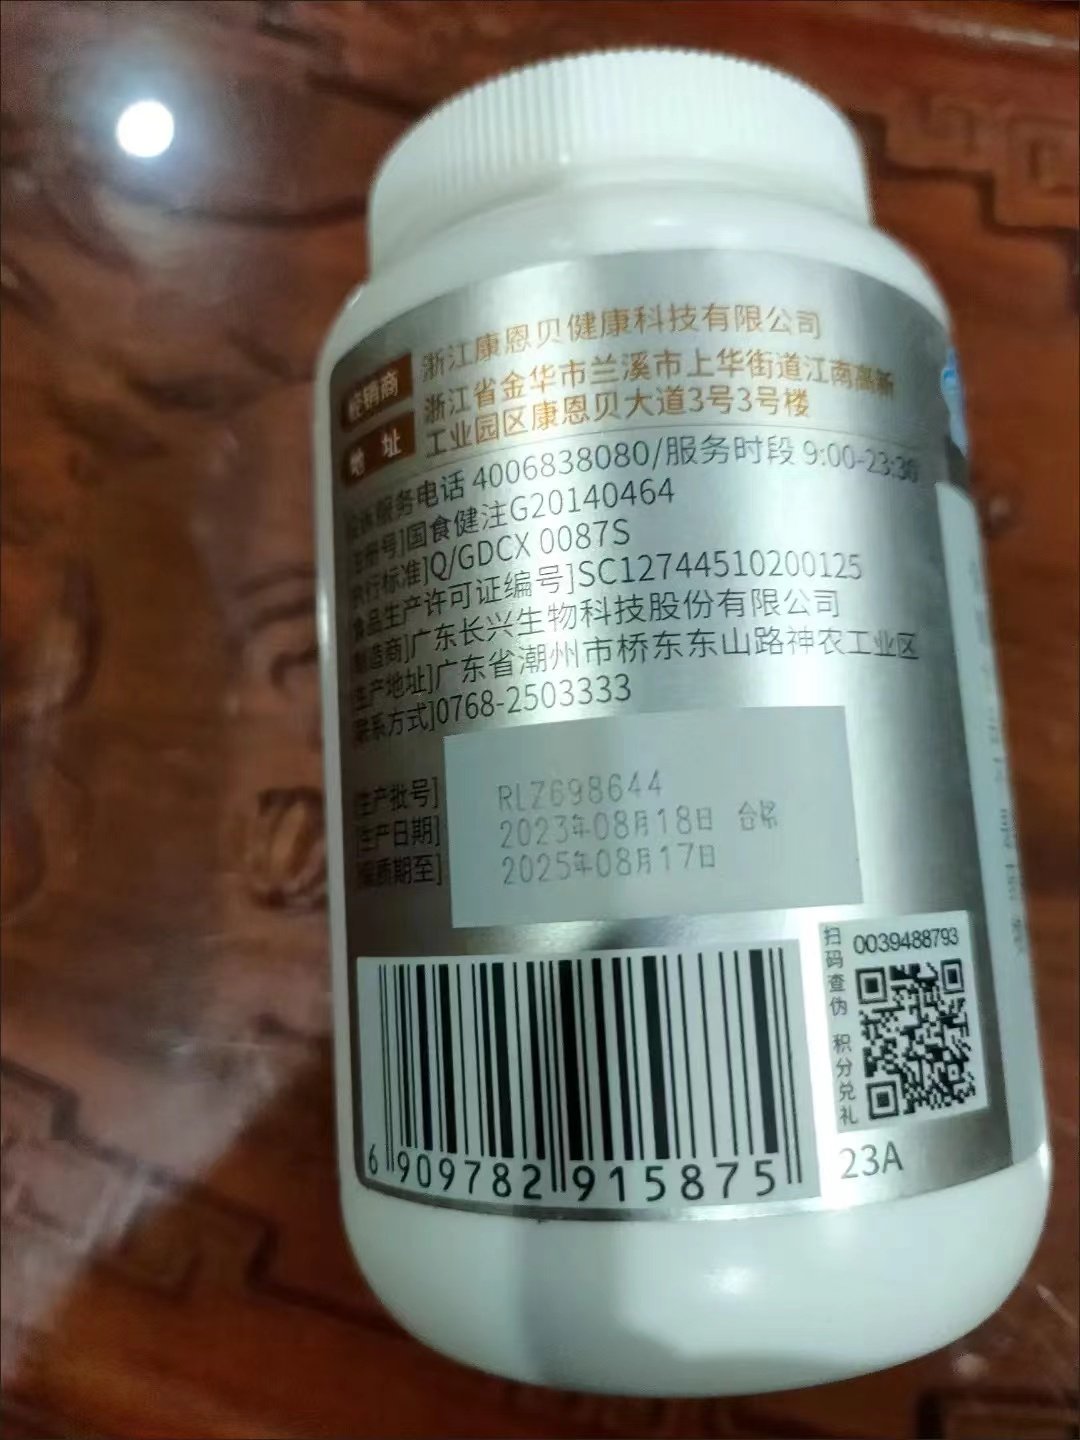 经销商 浙江康恩贝健康科技有限公司
地 址 浙江省金华市兰溪市上华街道江南高新
工业园区康恩贝大道3号3号楼
投诉服务电话 4006838080/服务时段 9:00-23:30
[注册号]国食健注G20140464
[执行标准]Q/GDCX 0087S
[食品生产许可证编号]SC12744510200125
[制造商]广东长兴生物科技股份有限公司
[生产地址]广东省潮州市桥东东山路神农工业区
[联系方式]0768-2503333
[生产批号] RLZ698644
[生产日期] 2023年08月18日 合格
[保质期至] 2025年08月17日
扫码查伪 积分兑礼
0039488793
6 909782 915875
23A